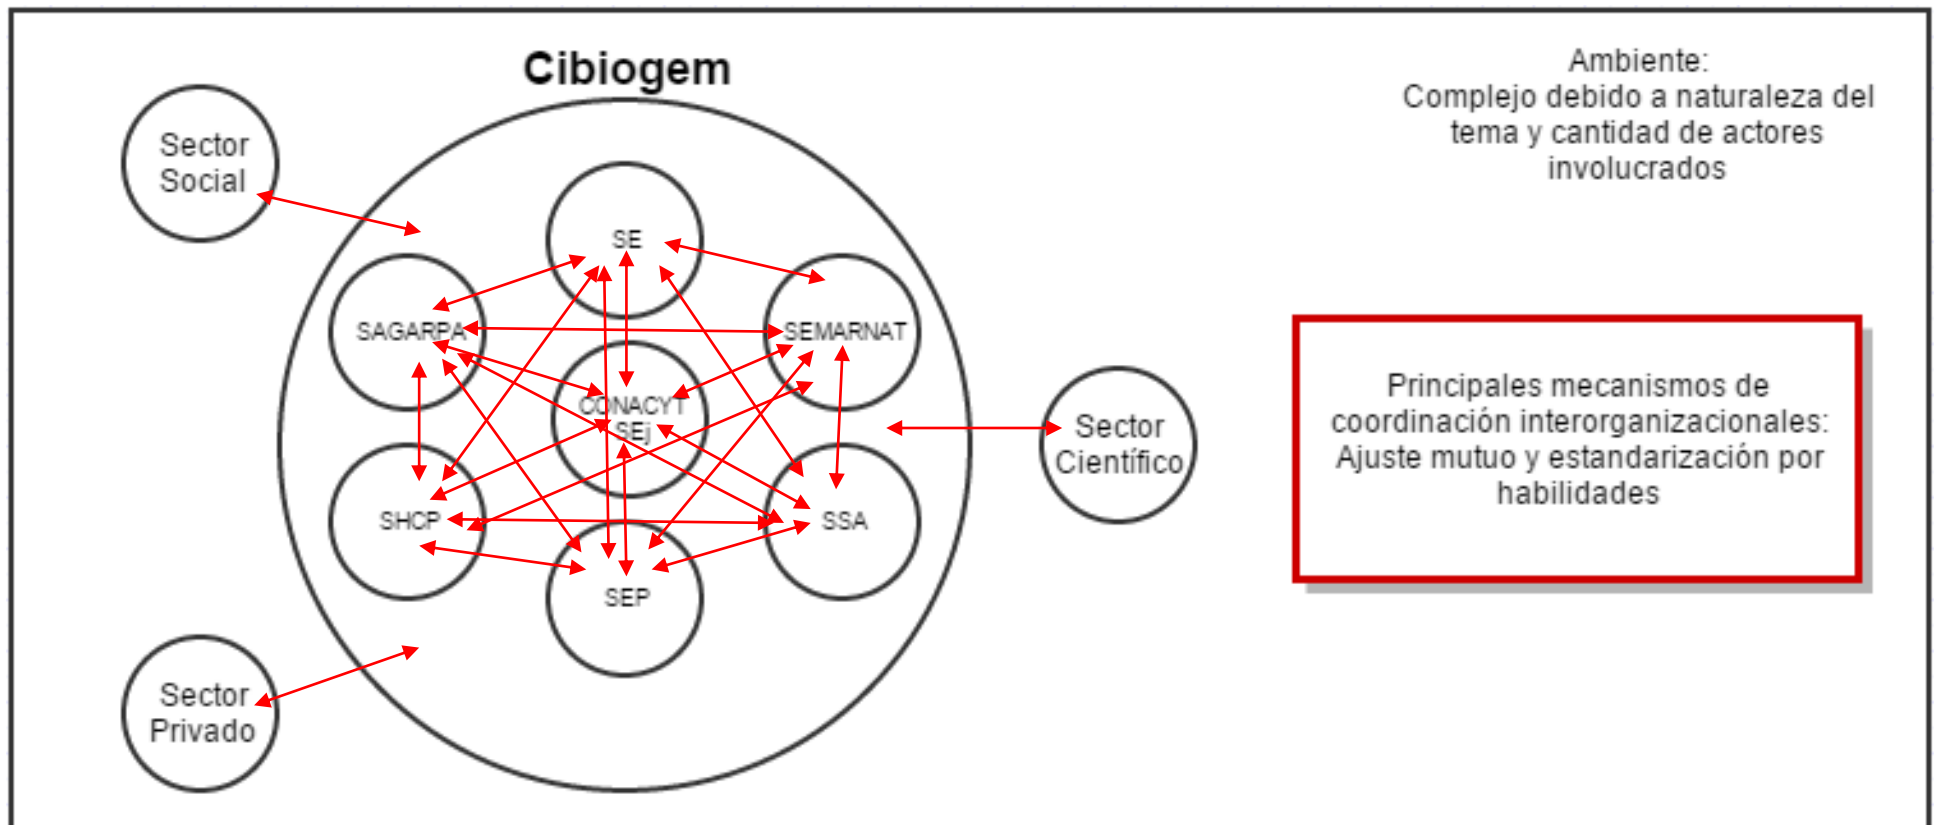 Cibiogem
Ambiente:
Complejo debido a naturaleza del
tema y cantidad de actores
involucrados
Sector
Social
SE
SAGARPA
SEMARNAT
CONACYT
SEj
SHCP
SSA
SEP
Sector
Científico
Principales mecanismos de
coordinación interorganizacionales:
Ajuste mutuo y estandarización por
habilidades
Sector
Privado